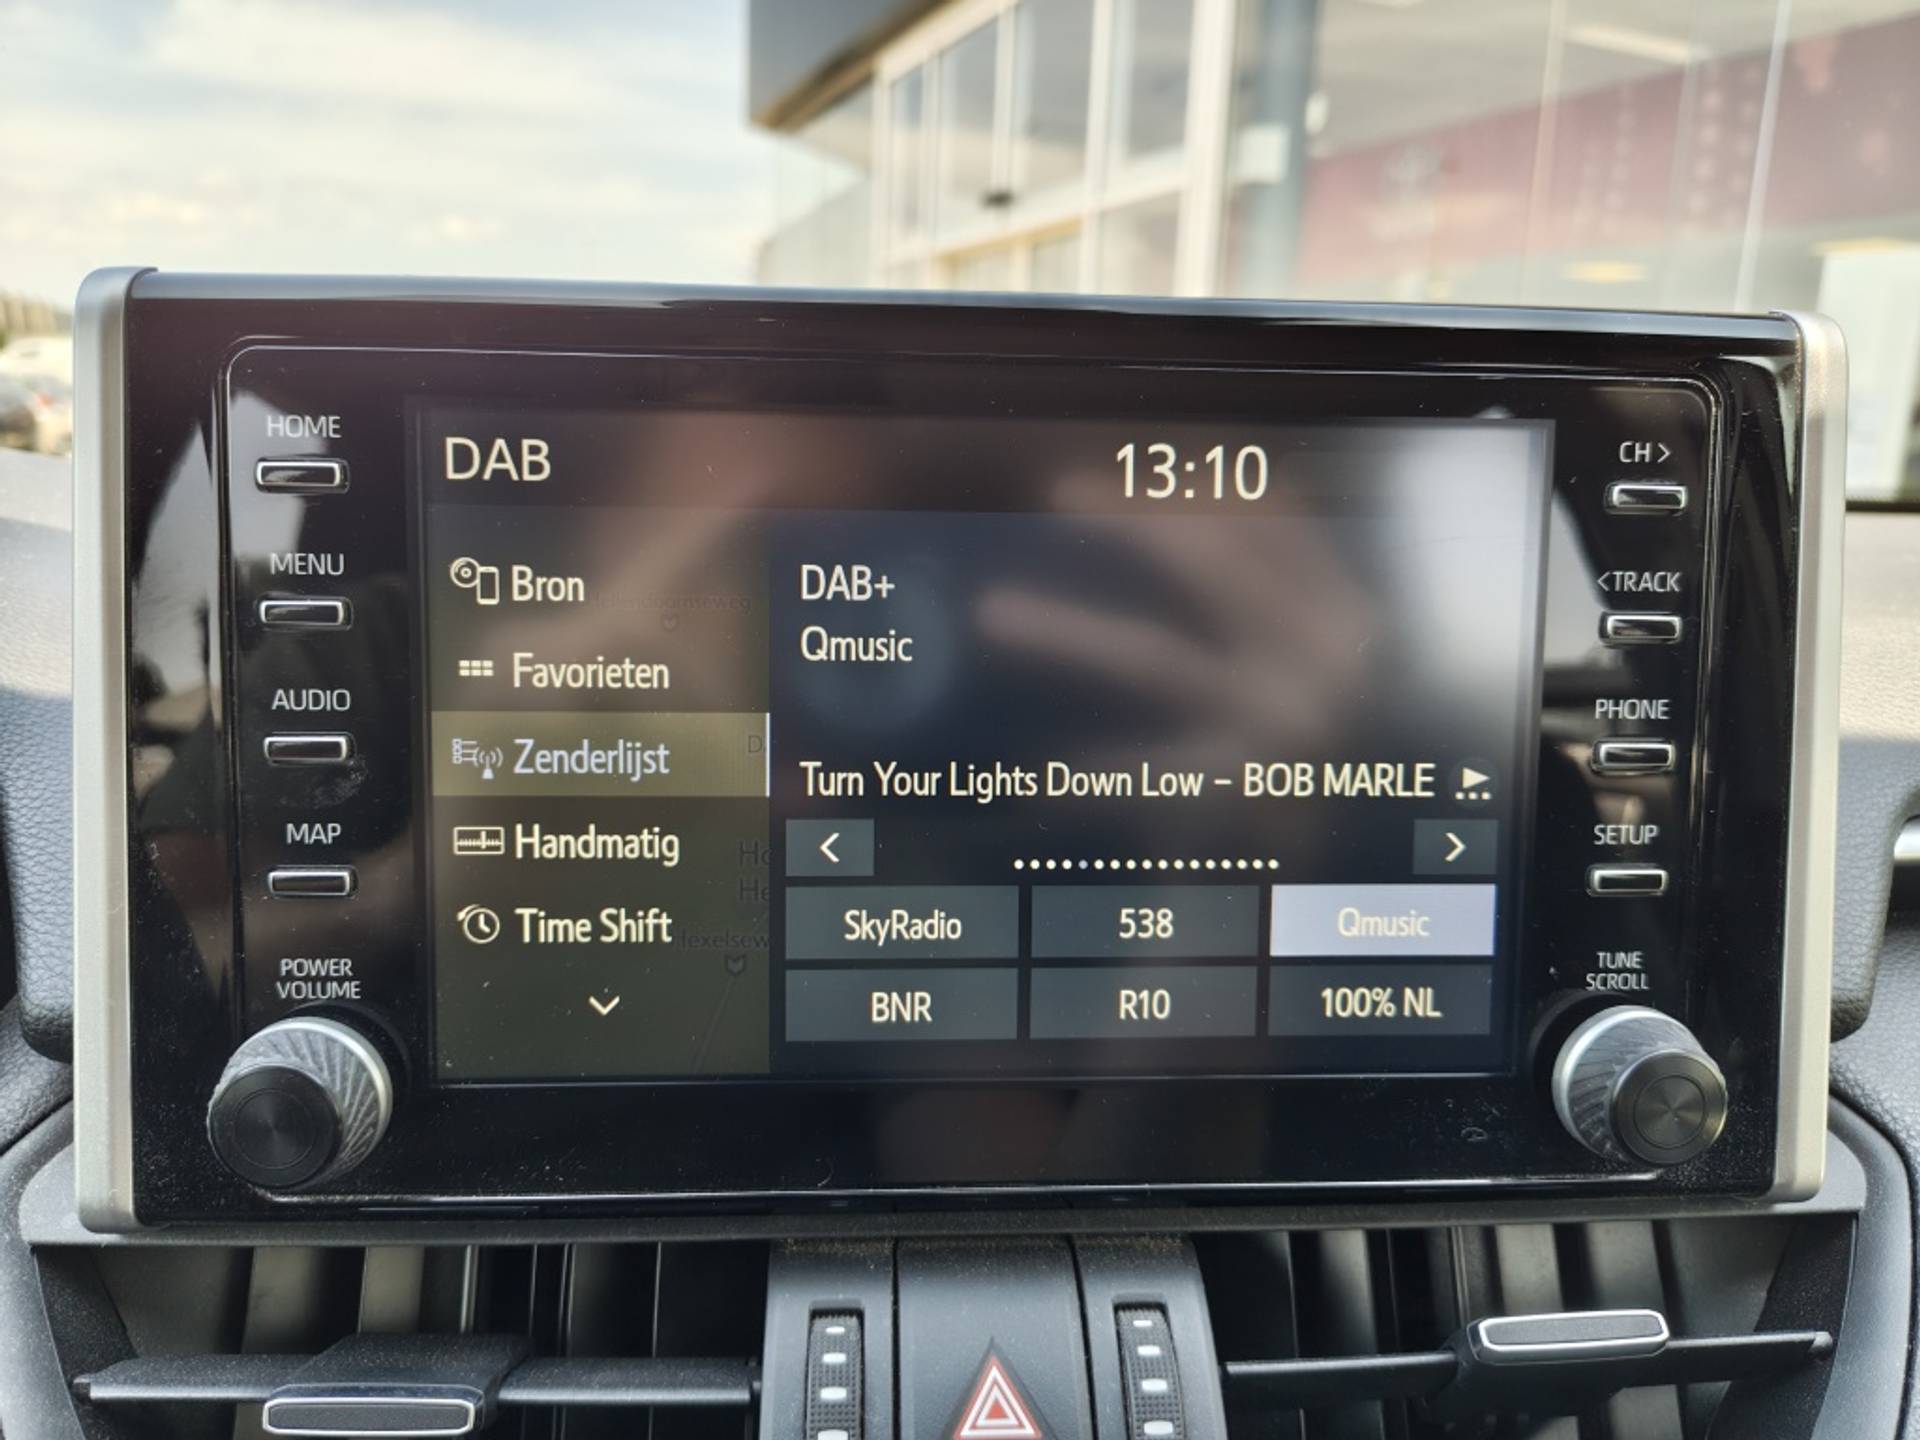 HOME
MENU
AUDIO
MAP
POWER
VOLUME
DAB
13:10
Bron
Favorieten
Zenderlijst
Handmatig
Time Shift
DAB+
Qmusic
Turn Your Lights Down Low – BOB MARLE
SkyRadio
538
Qmusic
BNR
R10
100% NL
CH >
< TRACK
PHONE
SETUP
TUNE
SCROLL